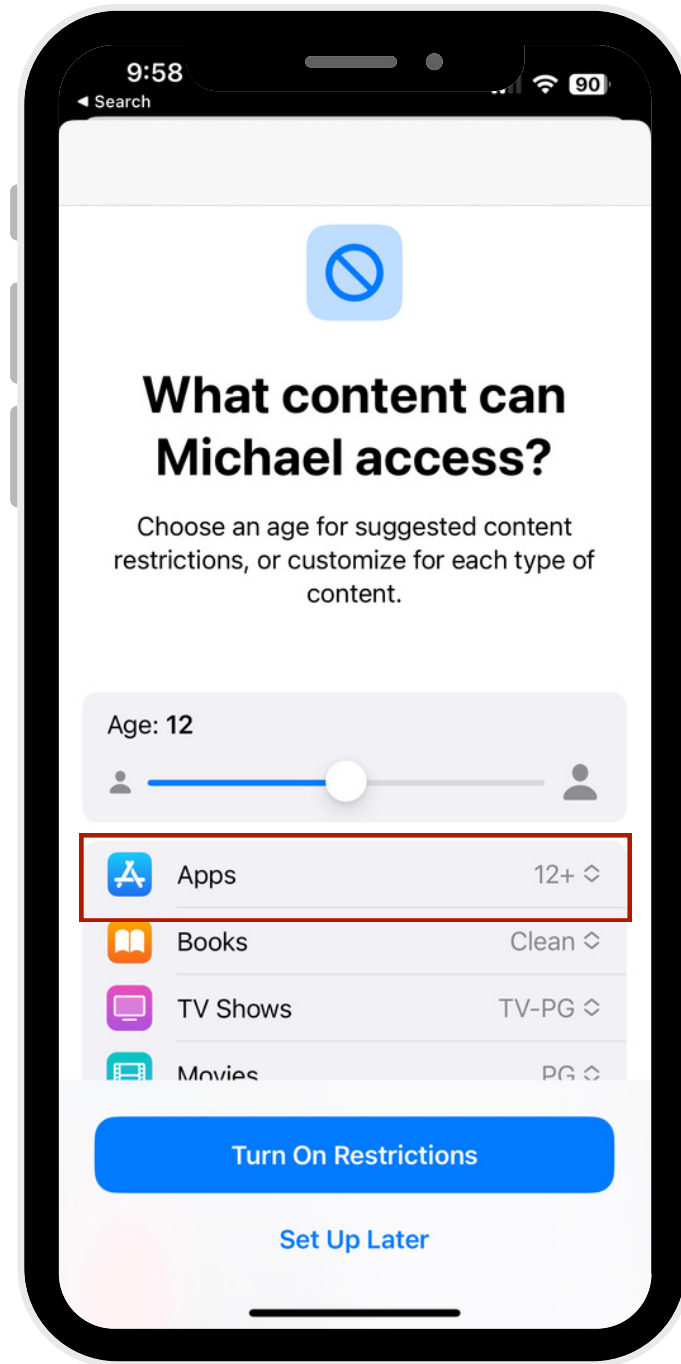 9:58
90
Search
What content can
Michael access?
Choose an age for suggested content
restrictions, or customize for each type of
content.
Age: 12
Apps 12+
Books Clean
TV Shows TV-PG
Movies PG
Turn On Restrictions
Set Up Later